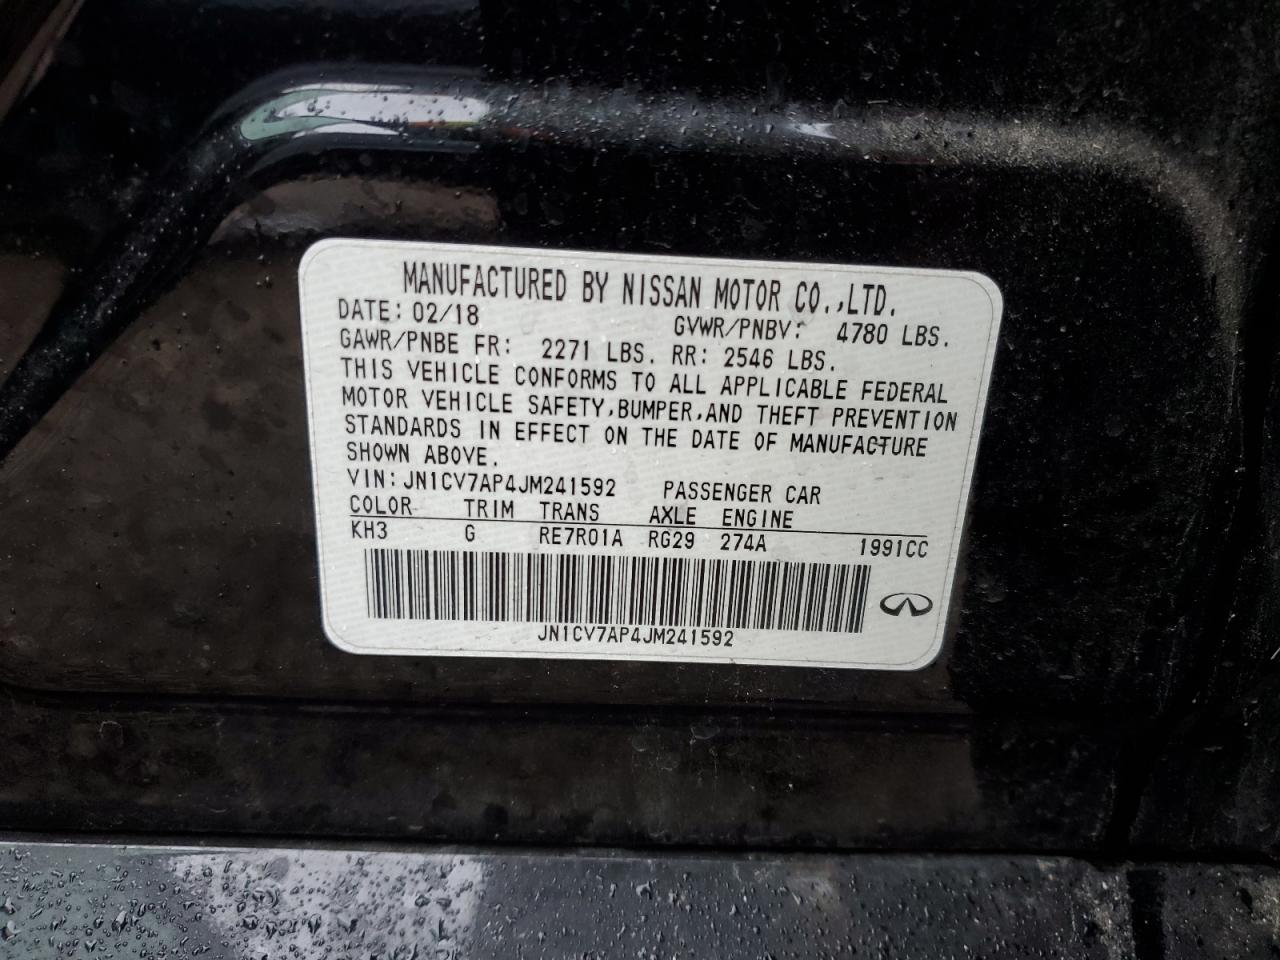 MANUFACTURED BY NISSAN MOTOR CO.,LTD.
DATE: 02/18 GVWR/PNBV: 4780 LBS.
GAWR/PNBE FR: 2271 LBS. RR: 2546 LBS.
THIS VEHICLE CONFORMS TO ALL APPLICABLE FEDERAL
MOTOR VEHICLE SAFETY,BUMPER,AND THEFT PREVENTION
STANDARDS IN EFFECT ON THE DATE OF MANUFACTURE
SHOWN ABOVE.
VIN: JN1CV7AP4JM241592 PASSENGER CAR
COLOR TRIM TRANS AXLE ENGINE
KH3 G RE7R01A RG29 274A 1991CC
JN1CV7AP4JM241592